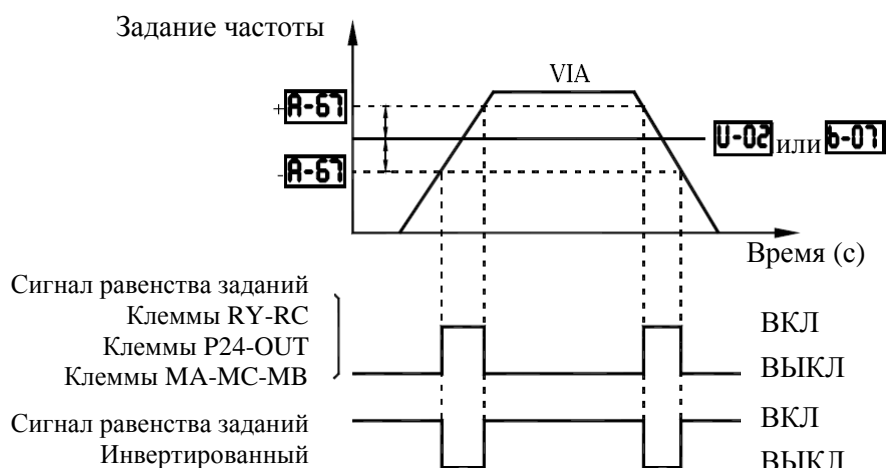 Задание частоты
VIA
+A-67
U-02 или b-07
-A-67
Время (с)
Сигнал равенства заданий
Клеммы RY-RC
Клеммы P24-OUT
Клеммы MA-MC-MB
ВКЛ
ВЫКЛ
Сигнал равенства заданий
Инвертированный
ВКЛ
ВЫКЛ